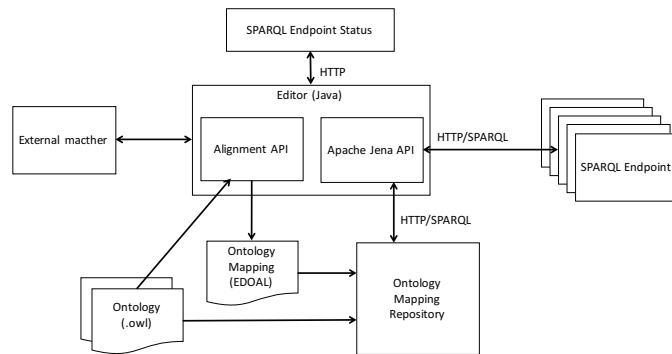 SPARQL Endpoint Status
HTTP
Editor (Java)
External macther
Alignment API
Apache Jena API
HTTP/SPARQL
SPARQL Endpoint
HTTP/SPARQL
Ontology
Mapping
(EDOAL)
Ontology
Mapping
Repository
Ontology
(.owl)